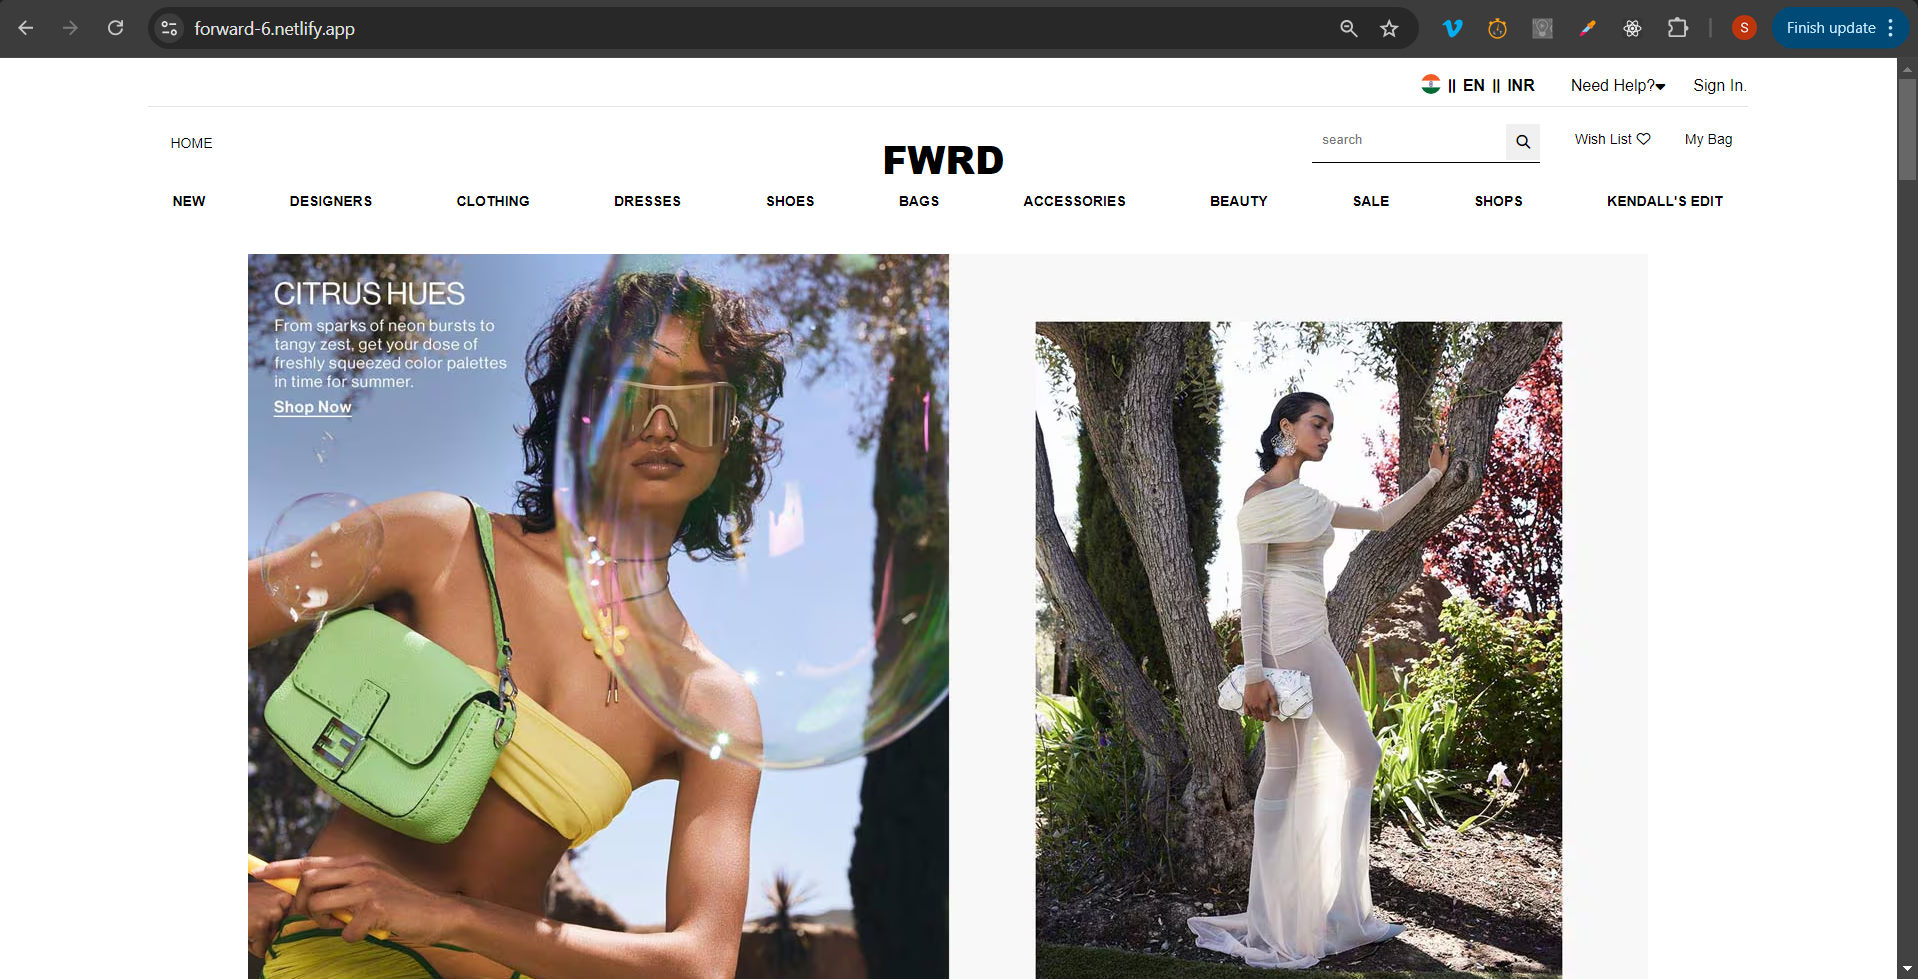 forward-6.netlify.app
S
Finish update
|| EN || INR
Need Help?
Sign In.
HOME
FWRD
search
Wish List
My Bag
NEW
DESIGNERS
CLOTHING
DRESSES
SHOES
BAGS
ACCESSORIES
BEAUTY
SALE
SHOPS
KENDALL'S EDIT
CITRUS HUES
From sparks of neon bursts to
tangy zest, get your dose of
freshly squeezed color palettes
in time for summer.
Shop Now